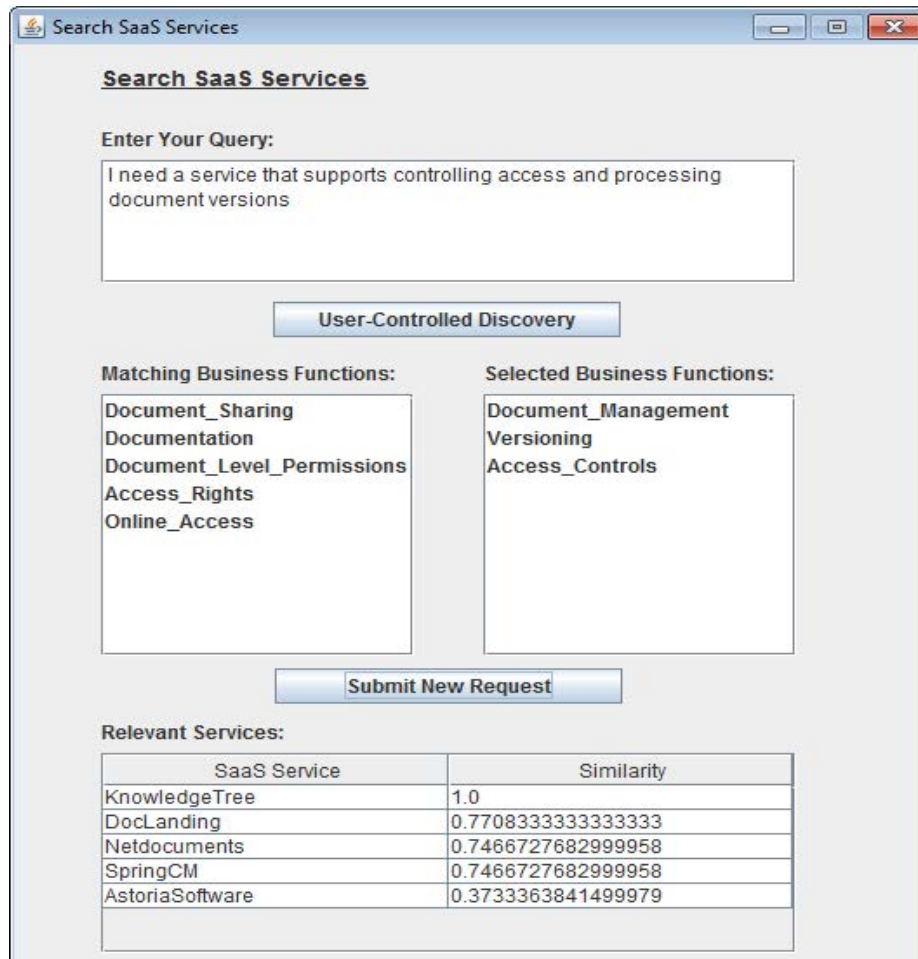 Search SaaS Services
Search SaaS Services
Enter Your Query:
I need a service that supports controlling access and processing
document versions
User-Controlled Discovery
Matching Business Functions: Selected Business Functions:
Document_Sharing Document_Management
Documentation Versioning
Document_Level_Permissions Access_Controls
Access_Rights
Online_Access
Submit New Request
Relevant Services:
SaaS Service Similarity
KnowledgeTree 1.0
DocLanding 0.7708333333333333
Netdocuments 0.7466727682999958
SpringCM 0.7466727682999958
AstoriaSoftware 0.3733363841499979